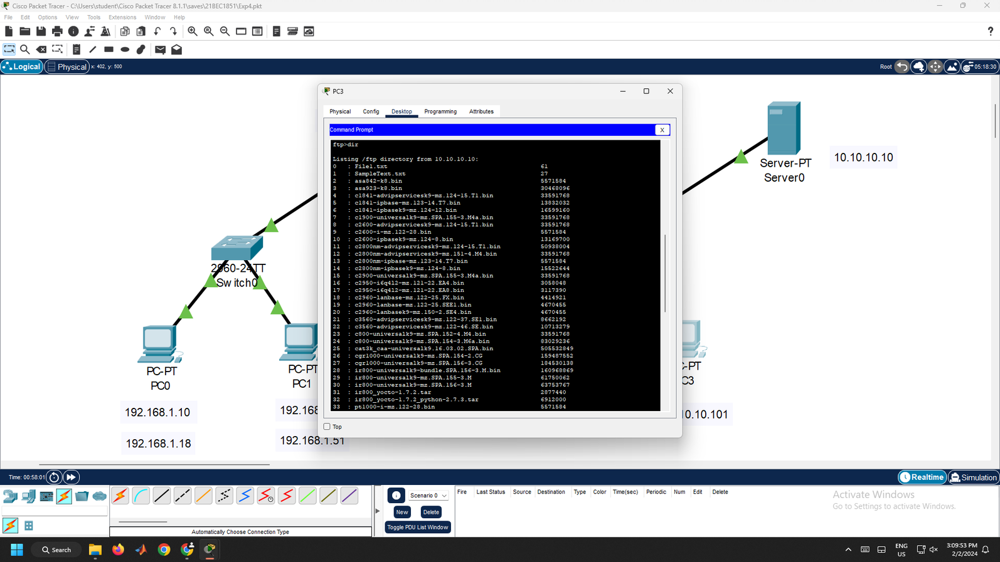 Cisco Packet Tracer - C:\Users\student\Cisco Packet Tracer 8.1.1\saves\21BEC1851\Exp4.pkt
File Edit Options View Tools Extensions Window Help
?
Logical Physical x: 402, y: 500 Root 05:18:30
PC3
Physical Config Desktop Programming Attributes
Command Prompt X
ftp>dir
Listing /ftp directory from 10.10.10.10:
0 : File1.txt 61
1 : SampleText.txt 27
2 : asa842-k8.bin 5571584
3 : asa923-k8.bin 30468096
4 : c1841-advipservicesk9-mz.124-15.T1.bin 33591768
5 : c1841-ipbase-mz.123-14.T7.bin 13832032
6 : c1841-ipbasek9-mz.124-12.bin 16599160
7 : c1900-universalk9-mz.SPA.155-3.M4a.bin 33591768
8 : c2600-advipservicesk9-mz.124-15.T1.bin 33591768
9 : c2600-i-mz.122-28.bin 5571584
10 : c2600-ipbasek9-mz.124-8.bin 13169700
11 : c2800nm-advipservicesk9-mz.124-15.T1.bin 50938004
12 : c2800nm-advipservicesk9-mz.151-4.M4.bin 33591768
13 : c2800nm-ipbase-mz.123-14.T7.bin 5571584
14 : c2800nm-ipbasek9-mz.124-8.bin 15522644
15 : c2900-universalk9-mz.SPA.155-3.M4a.bin 33591768
16 : c2950-i6q4l2-mz.121-22.EA4.bin 3058048
17 : c2950-i6q4l2-mz.121-22.EA8.bin 3117390
18 : c2960-lanbase-mz.122-25.FX.bin 4414921
19 : c2960-lanbase-mz.122-25.SEE1.bin 4670455
20 : c2960-lanbasek9-mz.150-2.SE4.bin 4670455
21 : c3560-advipservicesk9-mz.122-37.SE1.bin 8662192
22 : c3560-advipservicesk9-mz.122-46.SE.bin 10713279
23 : c800-universalk9-mz.SPA.152-4.M4.bin 33591768
24 : c800-universalk9-mz.SPA.154-3.M6a.bin 83029236
25 : cat3k_caa-universalk9.16.03.02.SPA.bin 505532849
26 : cgr1000-universalk9-mz.SPA.154-2.CG 159487552
27 : cgr1000-universalk9-mz.SPA.156-3.CG 184530138
28 : ir800-universalk9-bundle.SPA.156-3.M.bin 160968869
29 : ir800-universalk9-mz.SPA.155-3.M 61750062
30 : ir800-universalk9-mz.SPA.156-3.M 63753767
31 : ir800_yocto-1.7.2.tar 2877440
32 : ir800_yocto-1.7.2_python-2.7.3.tar 6912000
33 : pt1000-i-mz.122-28.bin 5571584
Top
Server-PT
Server0
10.10.10.10
2960-24TT
Switch0
PC-PT
PC0
192.168.1.10
192.168.1.18
PC-PT
PC1
192.168
192.168.1.51
-PT
C3
0.10.101
Time: 00:58:01 Realtime Simulation
Automatically Choose Connection Type
Scenario 0
New Delete
Toggle PDU List Window
Fire Last Status Source Destination Type Color Time(sec) Periodic Num Edit Delete
Activate Windows
Go to Settings to activate Windows.
Search
ENG
US
3:09:53 PM
2/2/2024